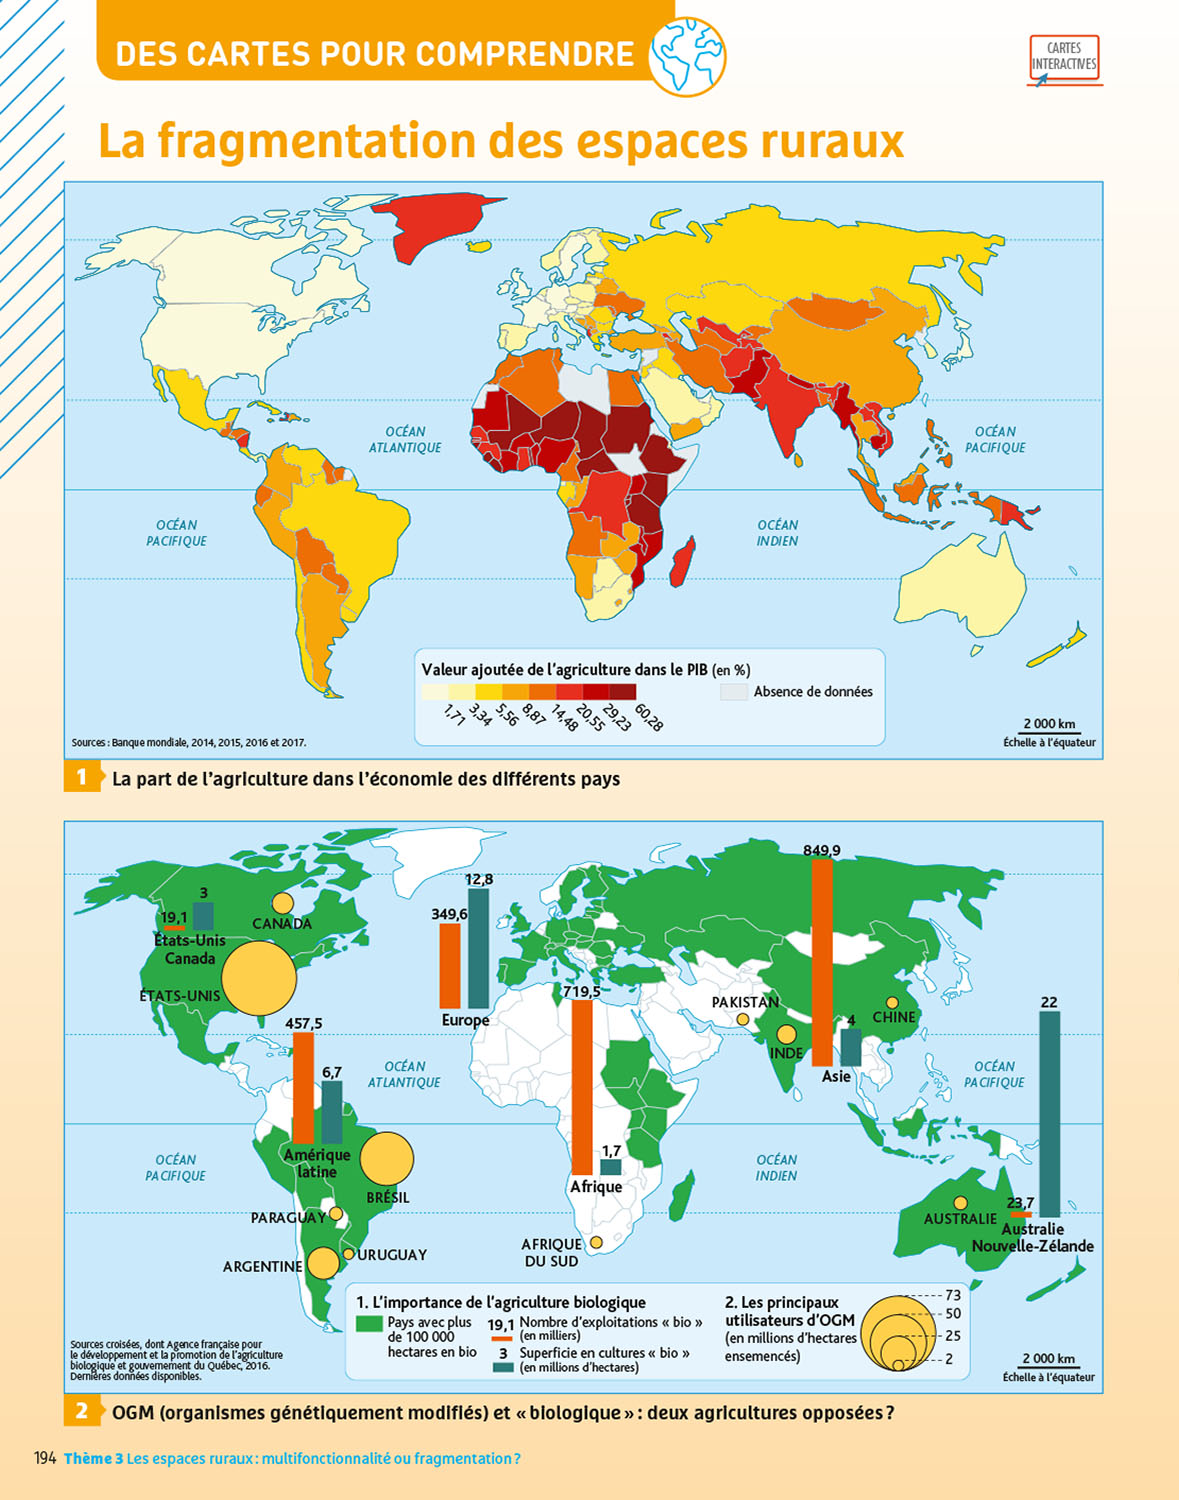 DES CARTES POUR COMPRENDRE
CARTES
INTERACTIVES
La fragmentation des espaces ruraux
OCÉAN
ATLANTIQUE
OCÉAN
PACIFIQUE
OCÉAN
PACIFIQUE
OCÉAN
INDIEN
Valeur ajoutée de l'agriculture dans le PIB (en %)
1,71
3,34
5,56
8,87
14,48
20,55
29,23
60,28
Absence de données
Sources : Banque mondiale, 2014, 2015, 2016 et 2017.
2 000 km
Échelle à l'équateur
1 La part de l'agriculture dans l'économie des différents pays
849,9
12,8
3
19,1
349,6
CANADA
États-Unis
Canada
ÉTATS-UNIS
719,5
PAKISTAN
22
CHINE
Europe
457,5
4
INDE
6,7
OCÉAN
ATLANTIQUE
Asie
OCÉAN
PACIFIQUE
1,7
Amérique
latine
OCÉAN
PACIFIQUE
OCÉAN
INDIEN
Afrique
BRÉSIL
23,7
PARAGUAY
AUSTRALIE
Australie
Nouvelle-Zélande
AFRIQUE
DU SUD
URUGUAY
ARGENTINE
1. L'importance de l'agriculture biologique
Pays avec plus
de 100 000
hectares en bio
19,1 Nombre d'exploitations « bio »
(en milliers)
3 Superficie en cultures « bio »
(en millions d'hectares)
2. Les principaux
utilisateurs d'OGM
(en millions d'hectares
ensemencés)
73
50
25
2
Sources croisées, dont Agence française pour
le développement et la promotion de l'agriculture
biologique et gouvernement du Québec, 2016.
Dernières données disponibles.
2 000 km
Échelle à l'équateur
2 OGM (organismes génétiquement modifiés) et « biologique » : deux agricultures opposées ?
194 Thème 3 Les espaces ruraux : multifonctionnalité ou fragmentation ?